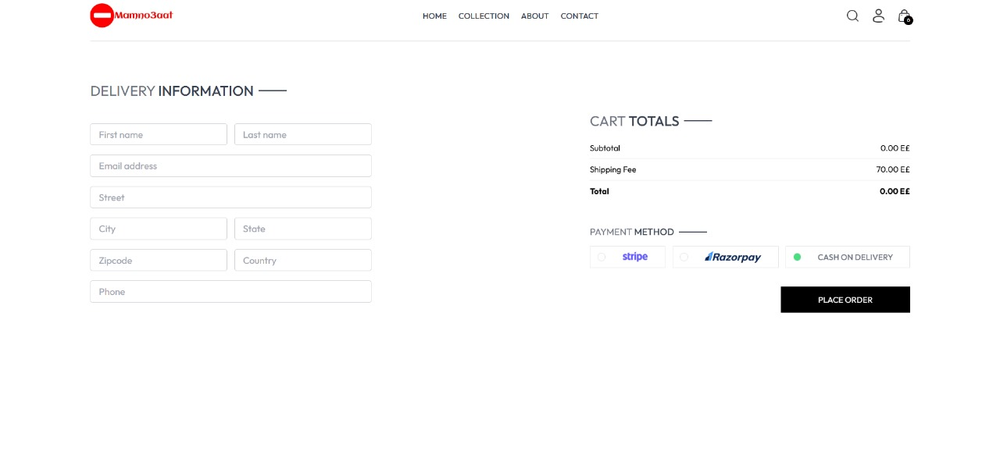 Mamno3aat
HOME COLLECTION ABOUT CONTACT
0
DELIVERY INFORMATION
First name Last name
Email address
Street
City State
Zipcode Country
Phone
CART TOTALS
Subtotal 0.00 E£
Shipping Fee 70.00 E£
Total 0.00 E£
PAYMENT METHOD
stripe Razorpay CASH ON DELIVERY
PLACE ORDER